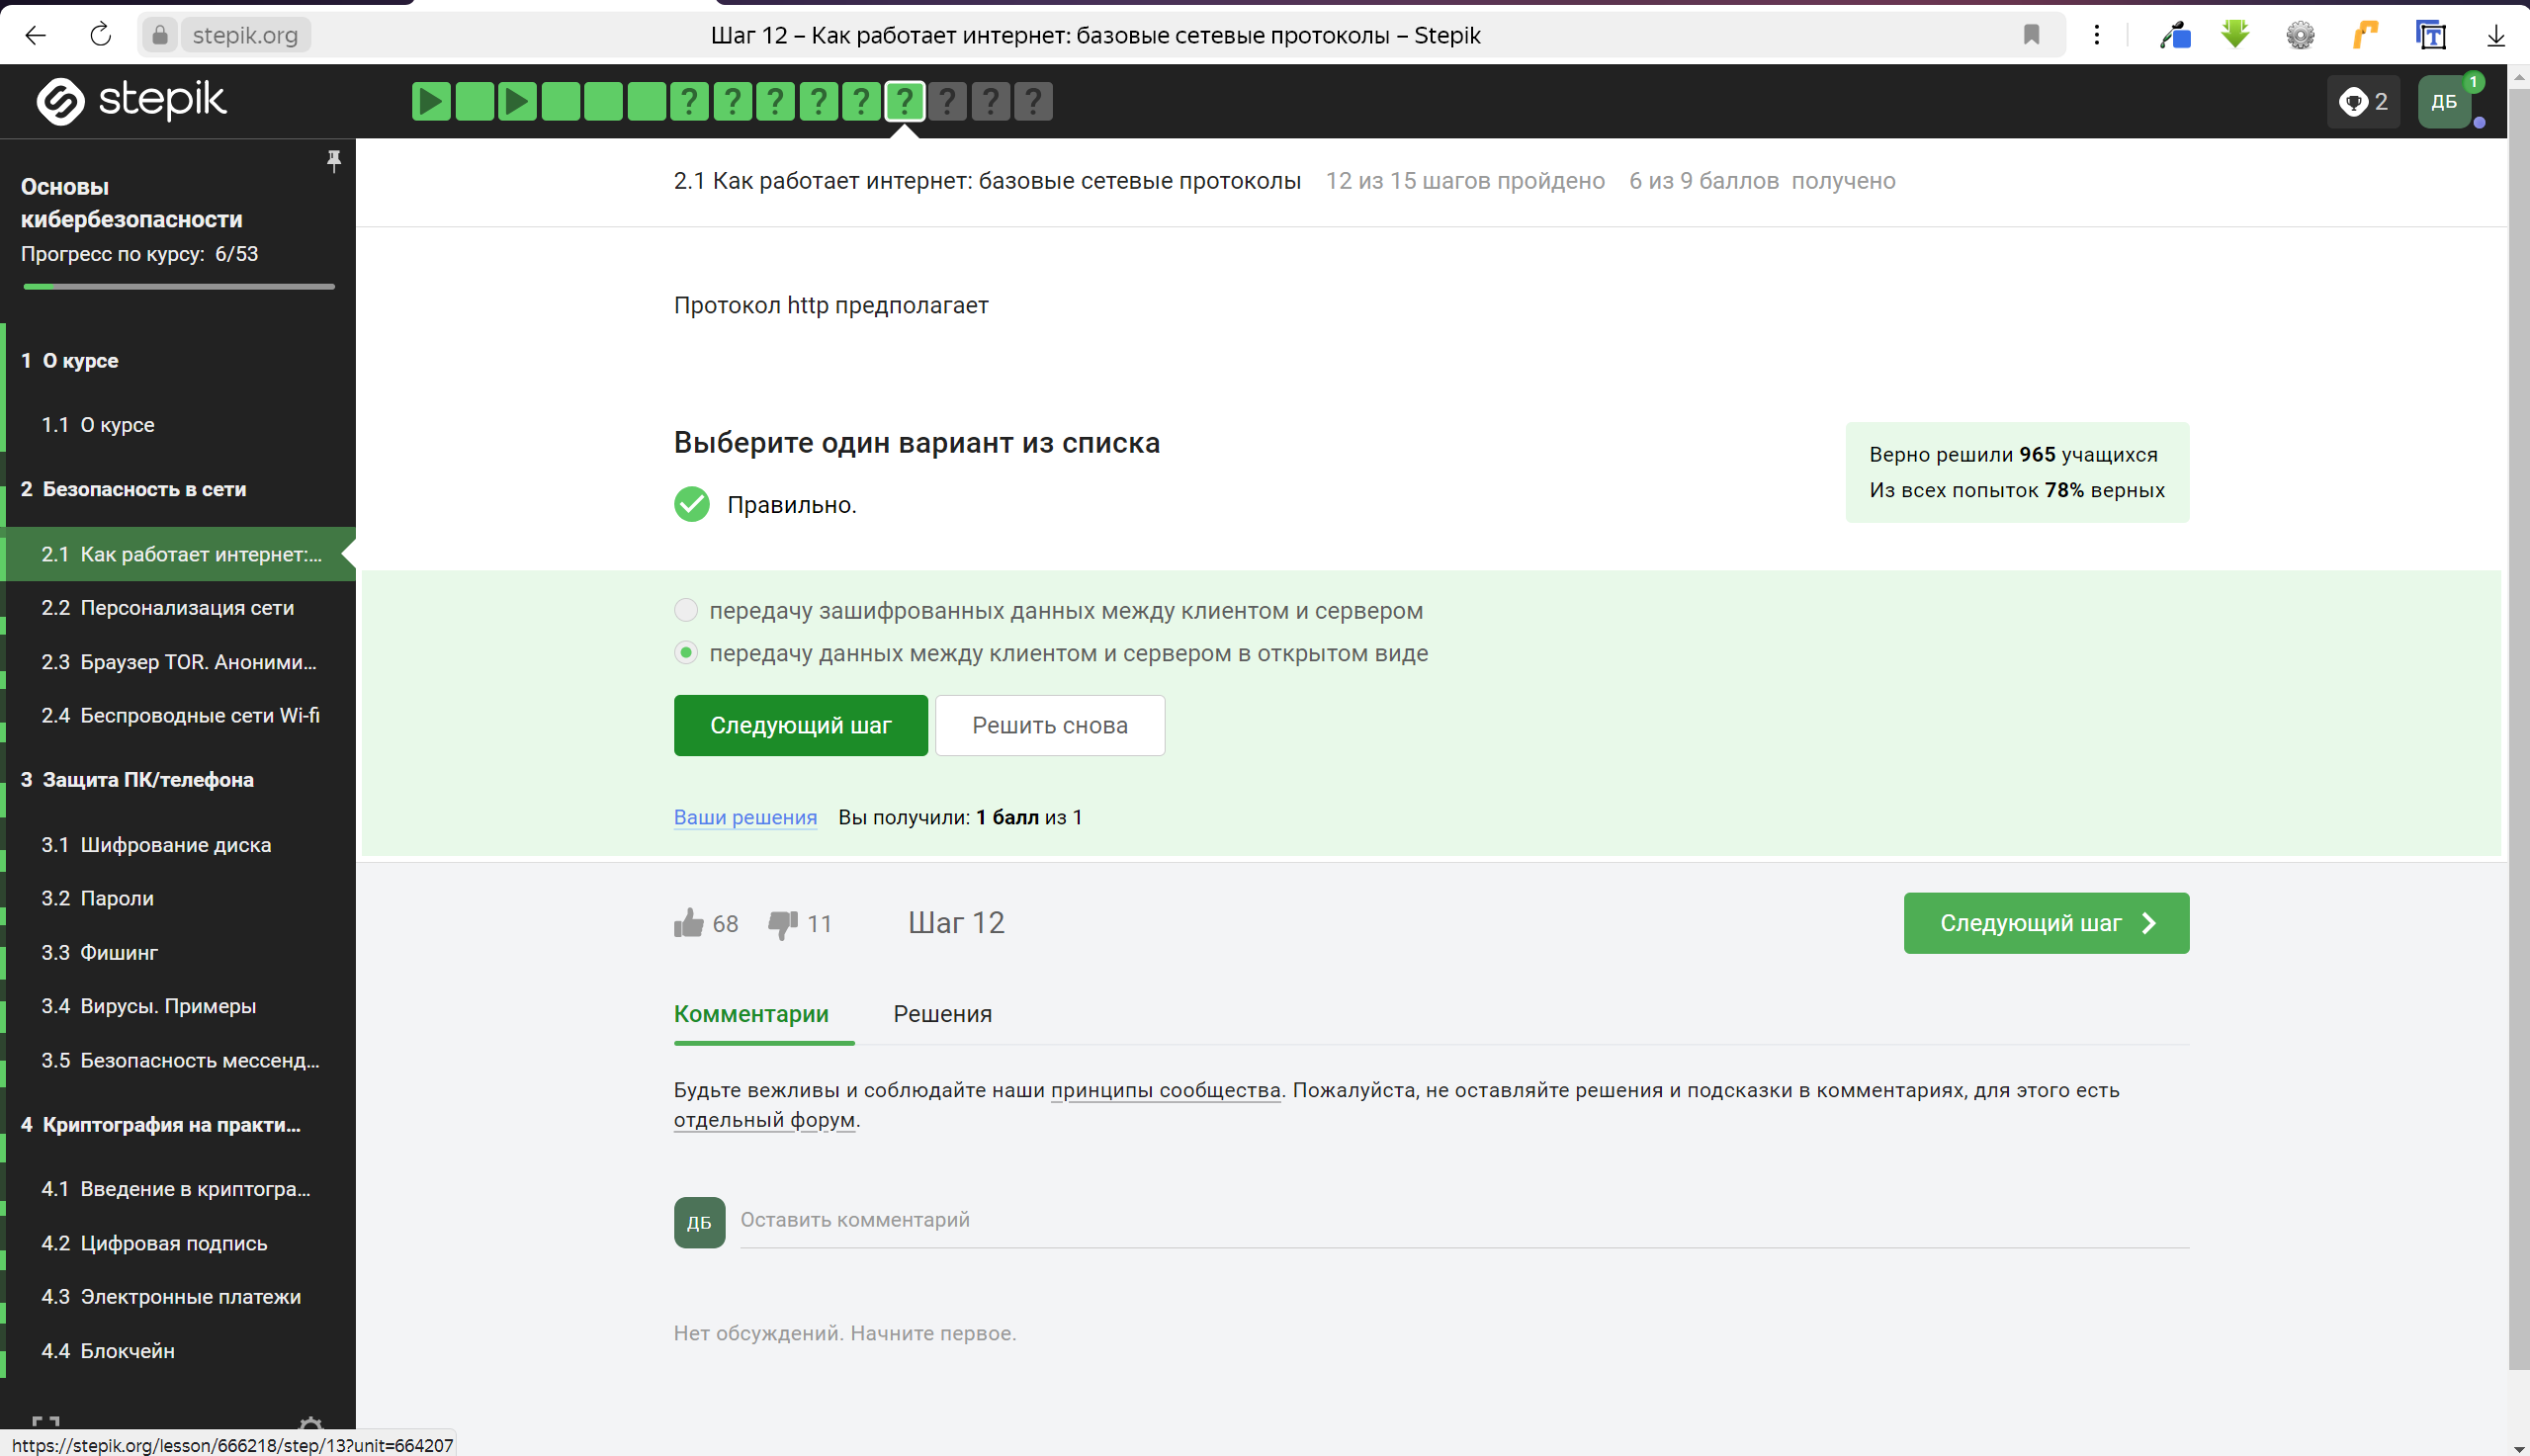 stepik.org
Шаг 12 – Как работает интернет: базовые сетевые протоколы – Stepik
stepik
? ? ? ? ? ? ? ? ?
2
ДБ
1
Основы
кибербезопасности
Прогресс по курсу: 6/53
1 О курсе
1.1 О курсе
2 Безопасность в сети
2.1 Как работает интернет:...
2.2 Персонализация сети
2.3 Браузер TOR. Аноними...
2.4 Беспроводные сети Wi-fi
3 Защита ПК/телефона
3.1 Шифрование диска
3.2 Пароли
3.3 Фишинг
3.4 Вирусы. Примеры
3.5 Безопасность мессенд...
4 Криптография на практи...
4.1 Введение в криптогра...
4.2 Цифровая подпись
4.3 Электронные платежи
4.4 Блокчейн
2.1 Как работает интернет: базовые сетевые протоколы 12 из 15 шагов пройдено 6 из 9 баллов получено
Протокол http предполагает
Выберите один вариант из списка
Правильно.
Верно решили 965 учащихся
Из всех попыток 78% верных
передачу зашифрованных данных между клиентом и сервером
передачу данных между клиентом и сервером в открытом виде
Следующий шаг
Решить снова
Ваши решения Вы получили: 1 балл из 1
68 11 Шаг 12
Следующий шаг
Комментарии Решения
Будьте вежливы и соблюдайте наши принципы сообщества. Пожалуйста, не оставляйте решения и подсказки в комментариях, для этого есть
отдельный форум.
ДБ
Оставить комментарий
Нет обсуждений. Начните первое.
https://stepik.org/lesson/666218/step/13?unit=664207